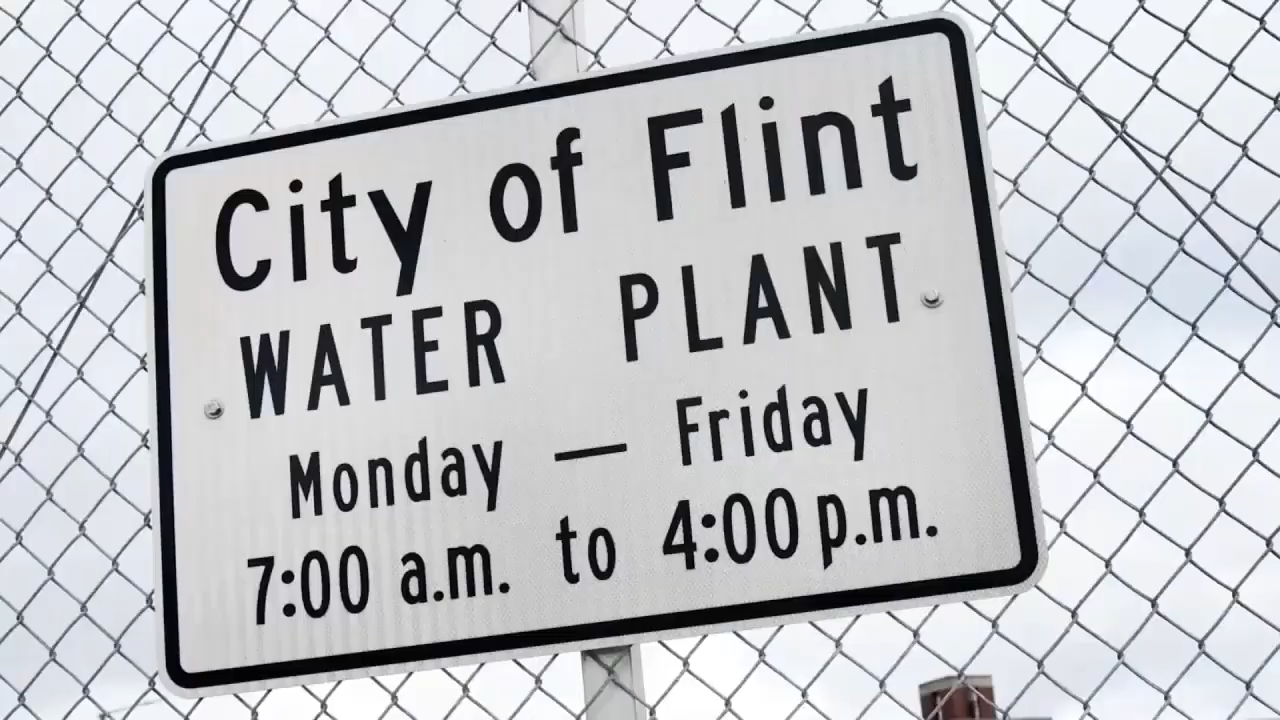 City of Flint
WATER PLANT
Monday — Friday
7:00 a.m. to 4:00 p.m.